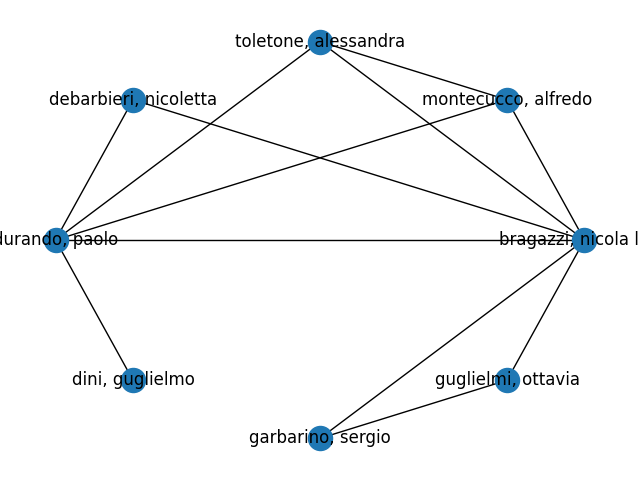 toletone, alessandra
debarbieri, nicoletta
montecucco, alfredo
durando, paolo
bragazzi, nicola l
dini, guglielmo
guglielmi, ottavia
garbarino, sergio